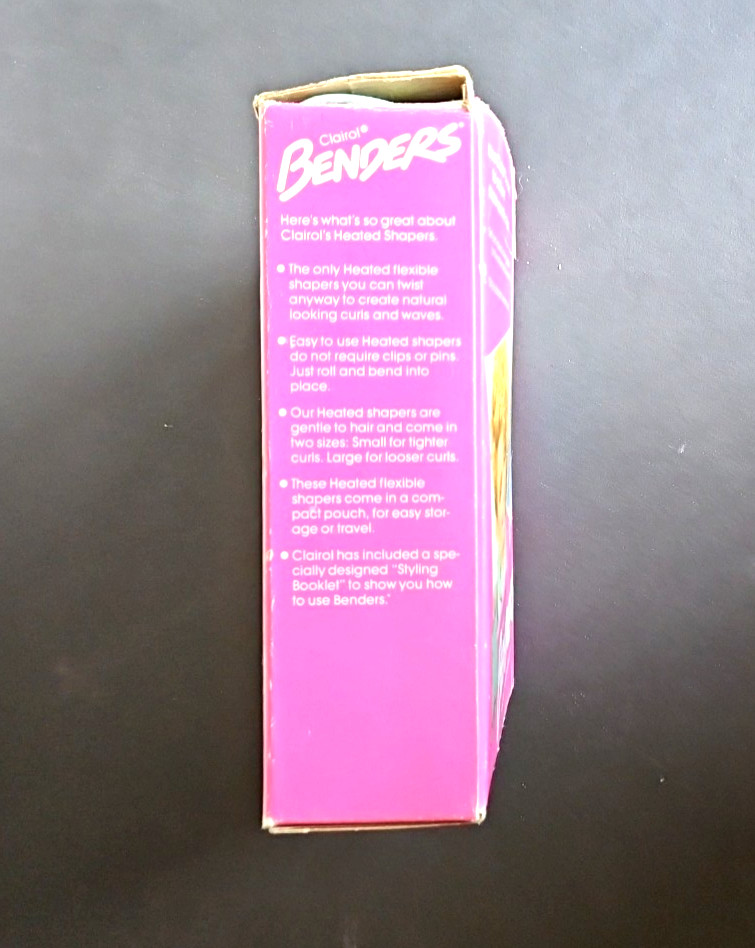 Clairol®
BENDERS®
Here's what's so great about
Clairol's Heated Shapers.
• The only Heated flexible
shapers you can twist
anyway to create natural
looking curls and waves.
• Easy to use Heated shapers
do not require clips or pins.
Just roll and bend into
place.
• Our Heated shapers are
gentle to hair and come in
two sizes: Small for tighter
curls. Large for looser curls.
• These Heated flexible
shapers come in a com-
pact pouch, for easy stor-
age or travel.
• Clairol has included a spe-
cially designed "Styling
Booklet" to show you how
to use Benders.®